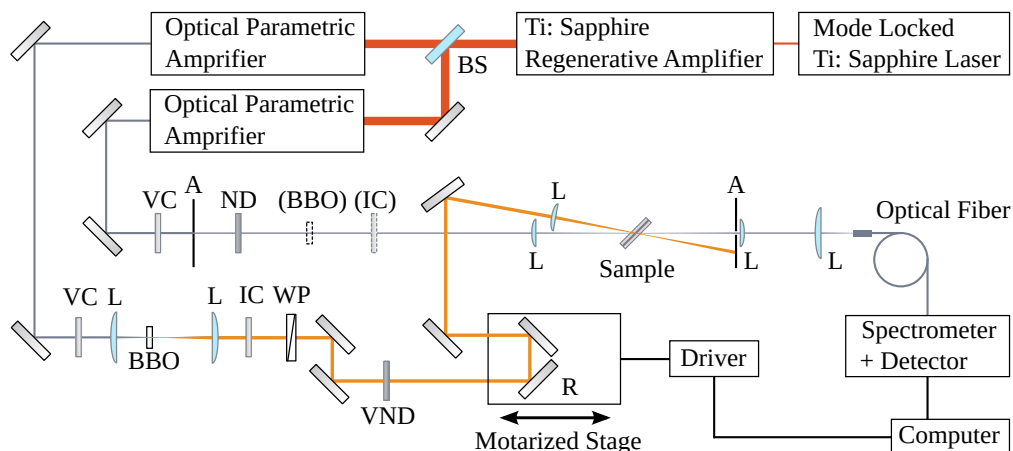 Optical Parametric
Amprifier
BS
Ti: Sapphire
Regenerative Amplifier
Mode Locked
Ti: Sapphire Laser
Optical Parametric
Amprifier
VC
A
ND
(BBO)
(IC)
L
L
Sample
A
L
L
Optical Fiber
VC
L
BBO
L
IC
WP
VND
R
Motarized Stage
Driver
Spectrometer
+ Detector
Computer